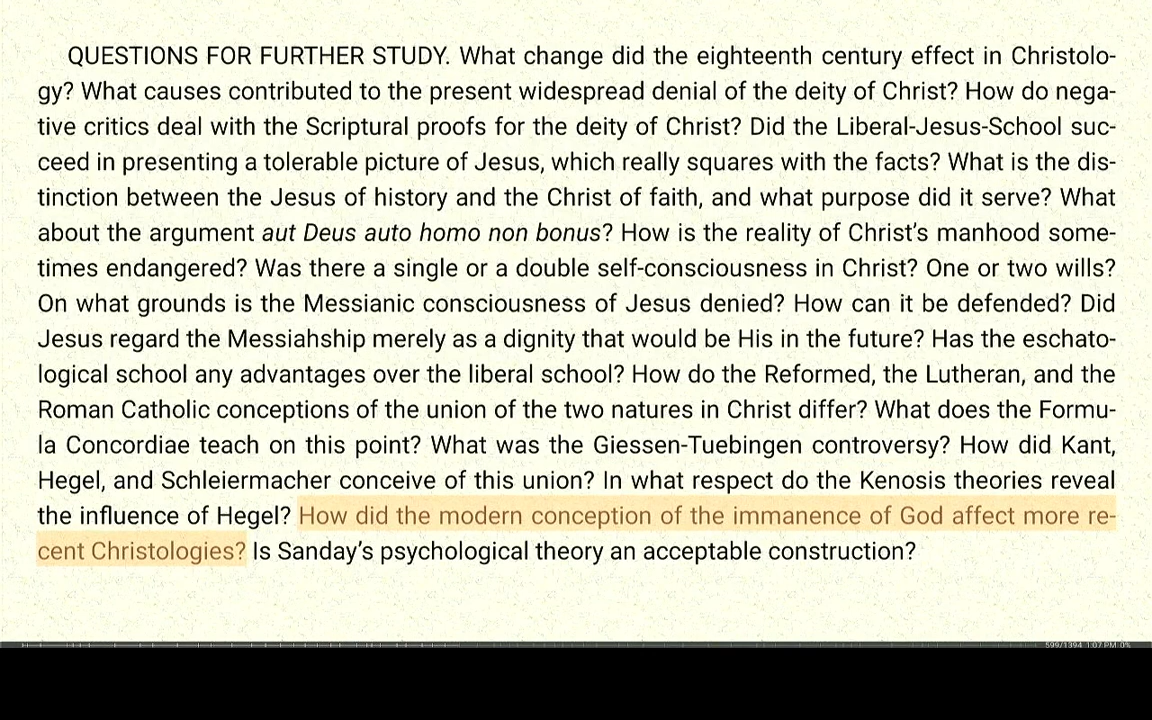 QUESTIONS FOR FURTHER STUDY. What change did the eighteenth century effect in Christolo-
gy? What causes contributed to the present widespread denial of the deity of Christ? How do nega-
tive critics deal with the Scriptural proofs for the deity of Christ? Did the Liberal-Jesus-School suc-
ceed in presenting a tolerable picture of Jesus, which really squares with the facts? What is the dis-
tinction between the Jesus of history and the Christ of faith, and what purpose did it serve? What
about the argument aut Deus auto homo non bonus? How is the reality of Christ's manhood some-
times endangered? Was there a single or a double self-consciousness in Christ? One or two wills?
On what grounds is the Messianic consciousness of Jesus denied? How can it be defended? Did
Jesus regard the Messiahship merely as a dignity that would be His in the future? Has the eschato-
logical school any advantages over the liberal school? How do the Reformed, the Lutheran, and the
Roman Catholic conceptions of the union of the two natures in Christ differ? What does the Formu-
la Concordiae teach on this point? What was the Giessen-Tuebingen controversy? How did Kant,
Hegel, and Schleiermacher conceive of this union? In what respect do the Kenosis theories reveal
the influence of Hegel? How did the modern conception of the immanence of God affect more re-
cent Christologies? Is Sanday's psychological theory an acceptable construction?
599/1394 1:07 PM 0%